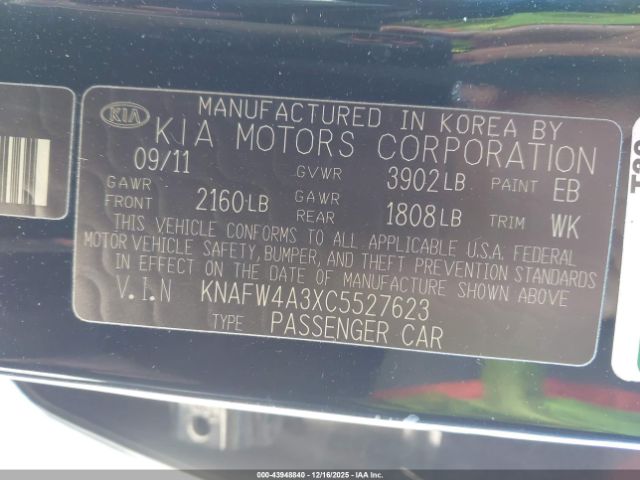 KIA
MANUFACTURED IN KOREA BY
KIA MOTORS CORPORATION
09/11 GVWR 3902LB PAINT EB
GAWR FRONT 2160LB GAWR REAR 1808LB TRIM WK
THIS VEHICLE CONFORMS TO ALL APPLICABLE U.S.A. FEDERAL
MOTOR VEHICLE SAFETY, BUMPER, AND THEFT PREVENTION STANDARDS
IN EFFECT ON THE DATE OF MANUFACTURE SHOWN ABOVE
V.I.N KNAFW4A3XC5527623
TYPE: PASSENGER CAR
000-43948840 - 12/16/2025 - IAA Inc.